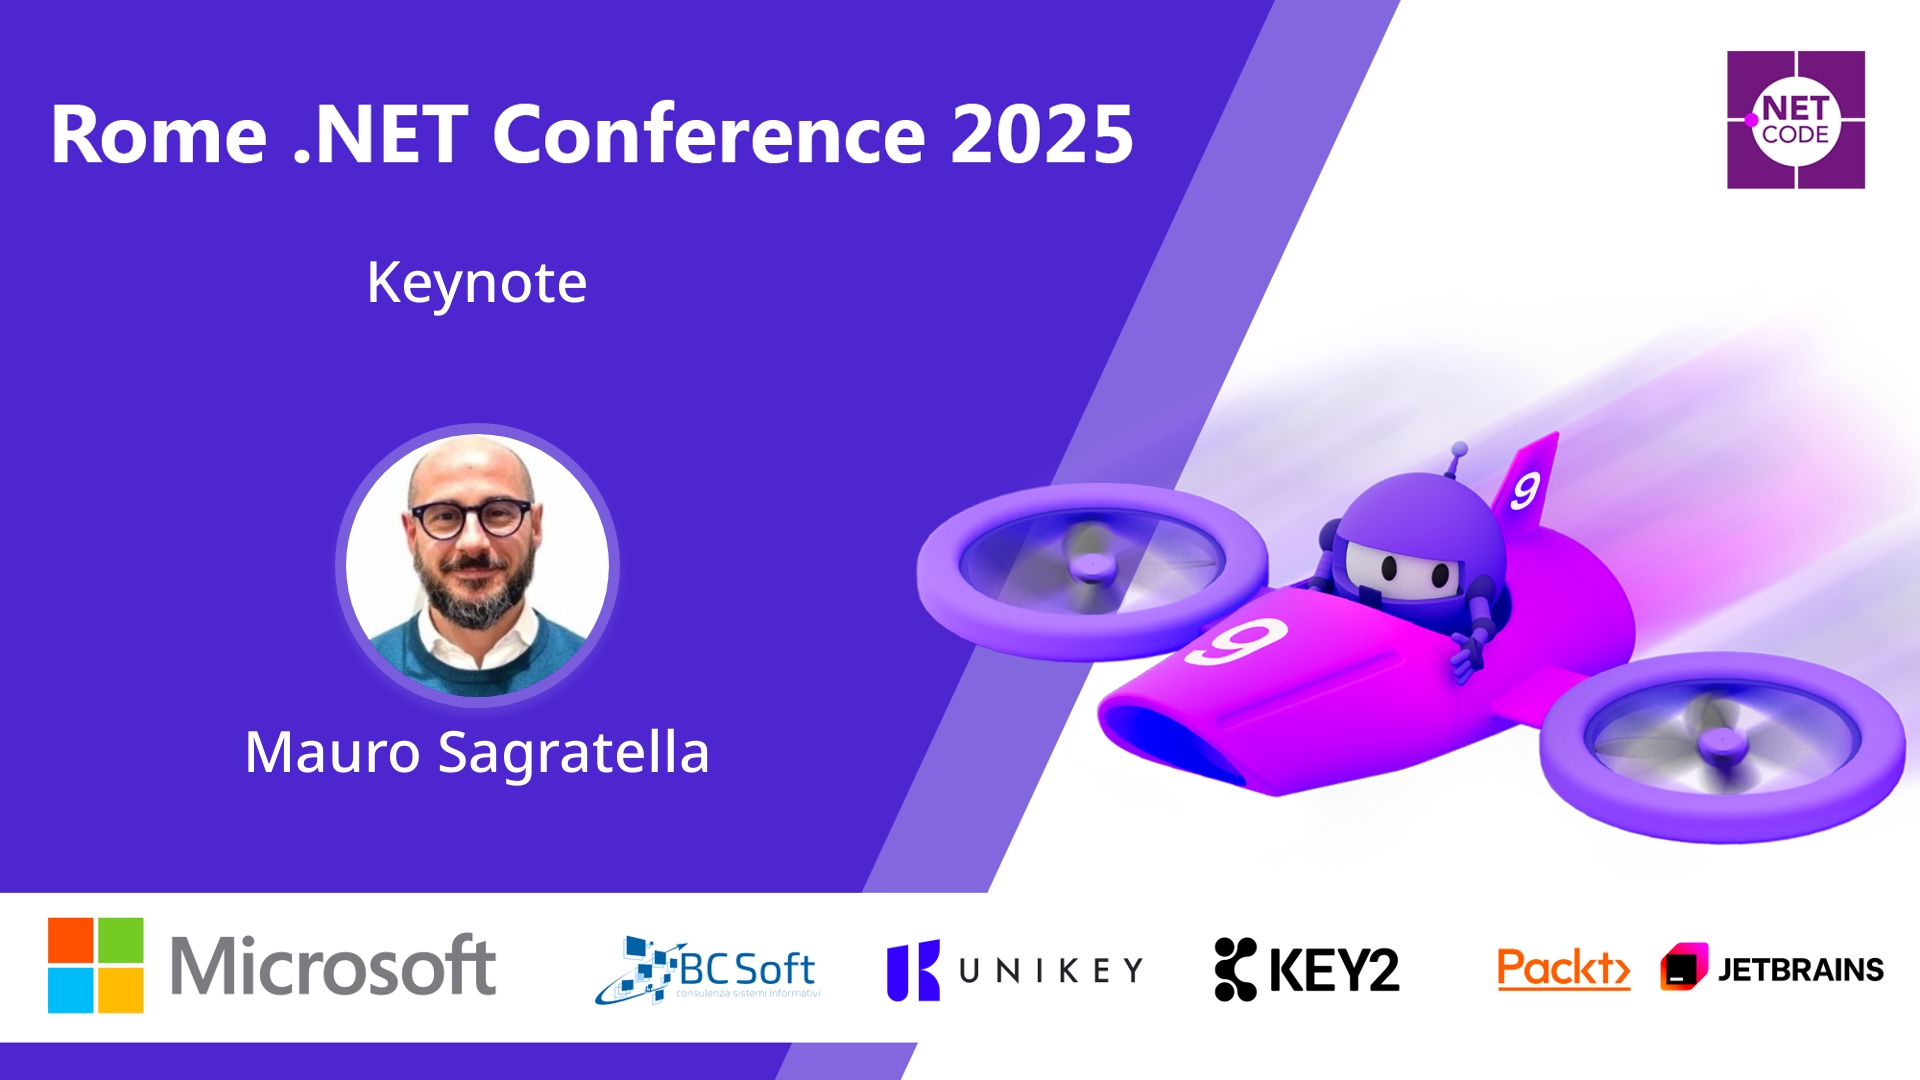 Rome .NET Conference 2025
.NET
CODE
Keynote
9
9
Mauro Sagratella
Microsoft
BCSoft
consulenza sistemi informativi
UNIKEY
KEY2
Packt>
JETBRAINS